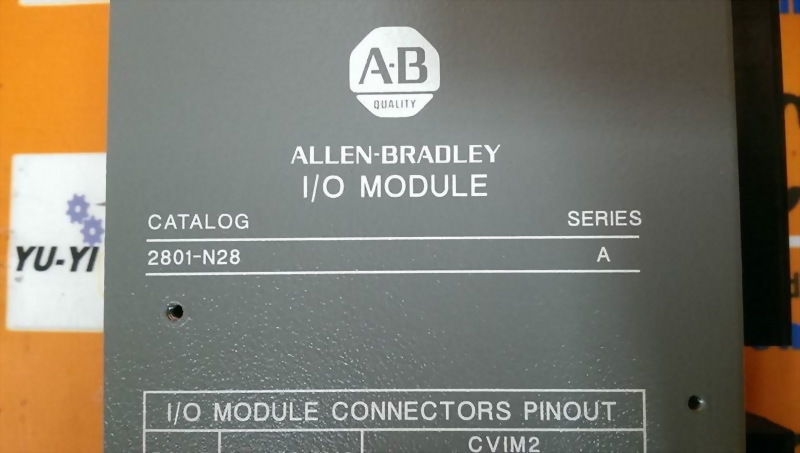 A-B
QUALITY
ALLEN-BRADLEY
I/O MODULE
CATALOG SERIES
2801-N28 A
YU-YI
I/O MODULE CONNECTORS PINOUT
CVIM2